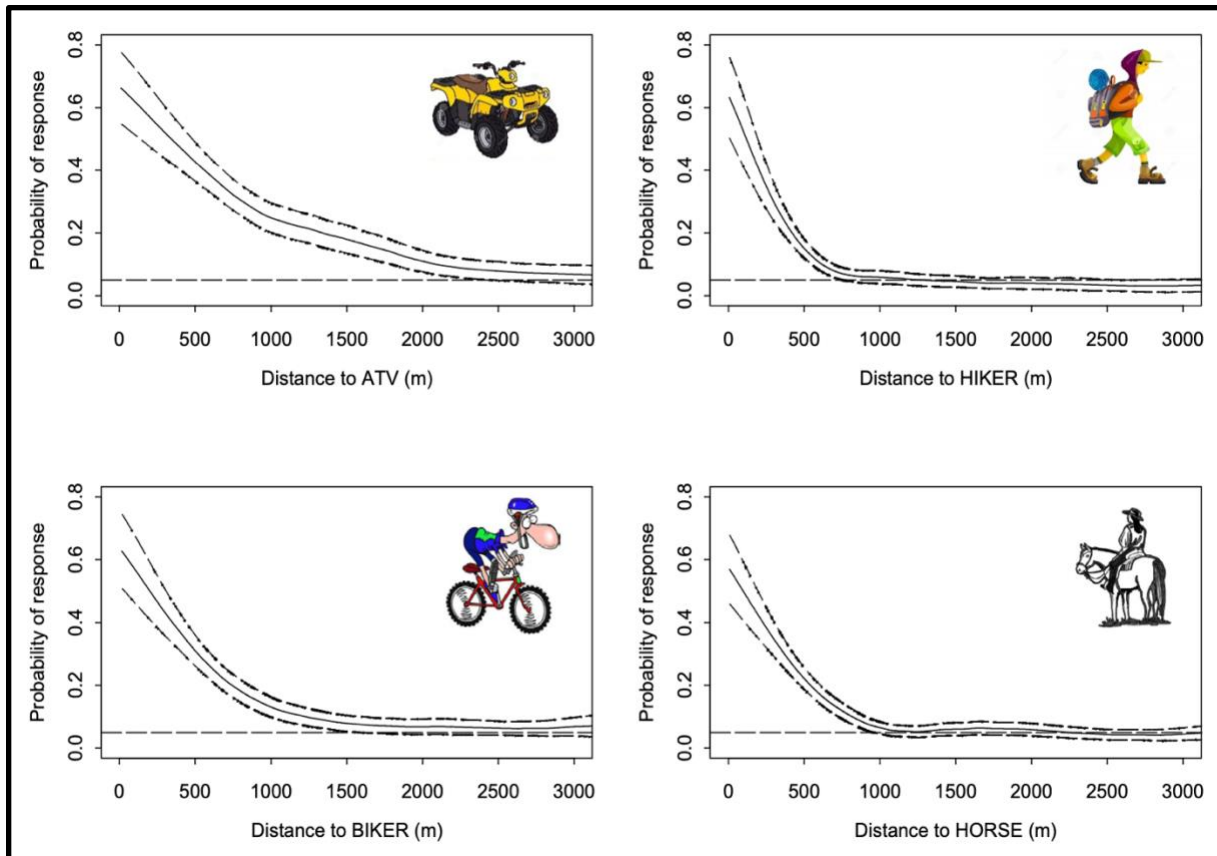 0.8
0.6
0.4
0.2
0.0
Probability of response
0 500 1000 1500 2000 2500 3000
Distance to ATV (m)
0.8
0.6
0.4
0.2
0.0
Probability of response
0 500 1000 1500 2000 2500 3000
Distance to HIKER (m)
0.8
0.6
0.4
0.2
0.0
Probability of response
0 500 1000 1500 2000 2500 3000
Distance to BIKER (m)
0.8
0.6
0.4
0.2
0.0
Probability of response
0 500 1000 1500 2000 2500 3000
Distance to HORSE (m)